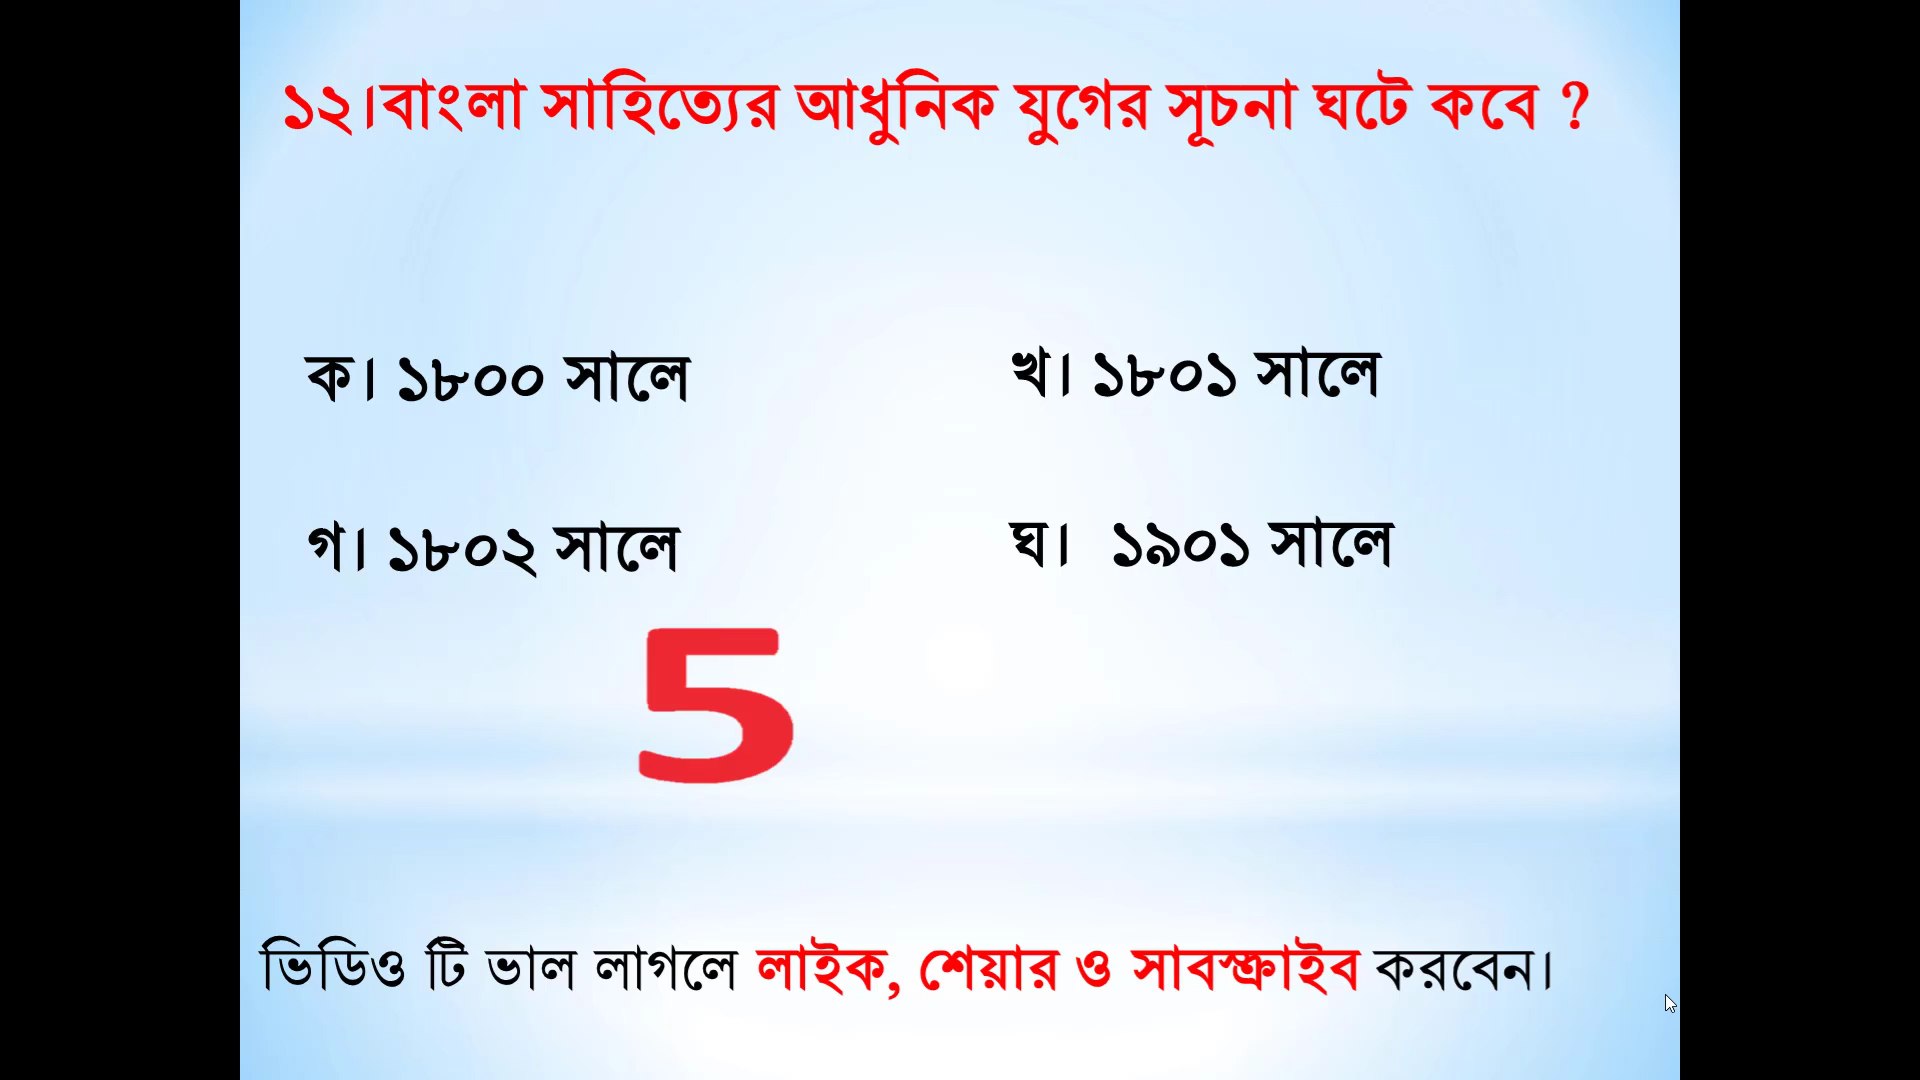 ১২।বাংলা সাহিত্যের আধুনিক যুগের সূচনা ঘটে কবে ?
ক। ১৮০০ সালে
খ। ১৮০১ সালে
গ। ১৮০২ সালে
ঘ। ১৯০১ সালে
5
ভিডিও টি ভাল লাগলে লাইক, শেয়ার ও সাবস্ক্রাইব করবেন।